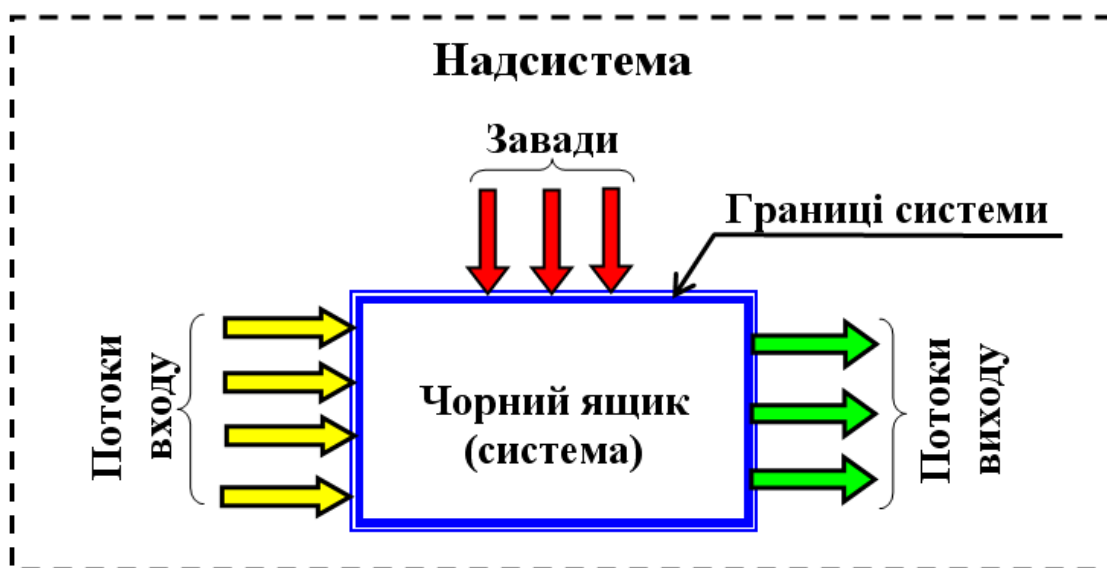 Надсистема
Завади
Границі системи
Потоки
входу
Чорний ящик
(система)
Потоки
виходу